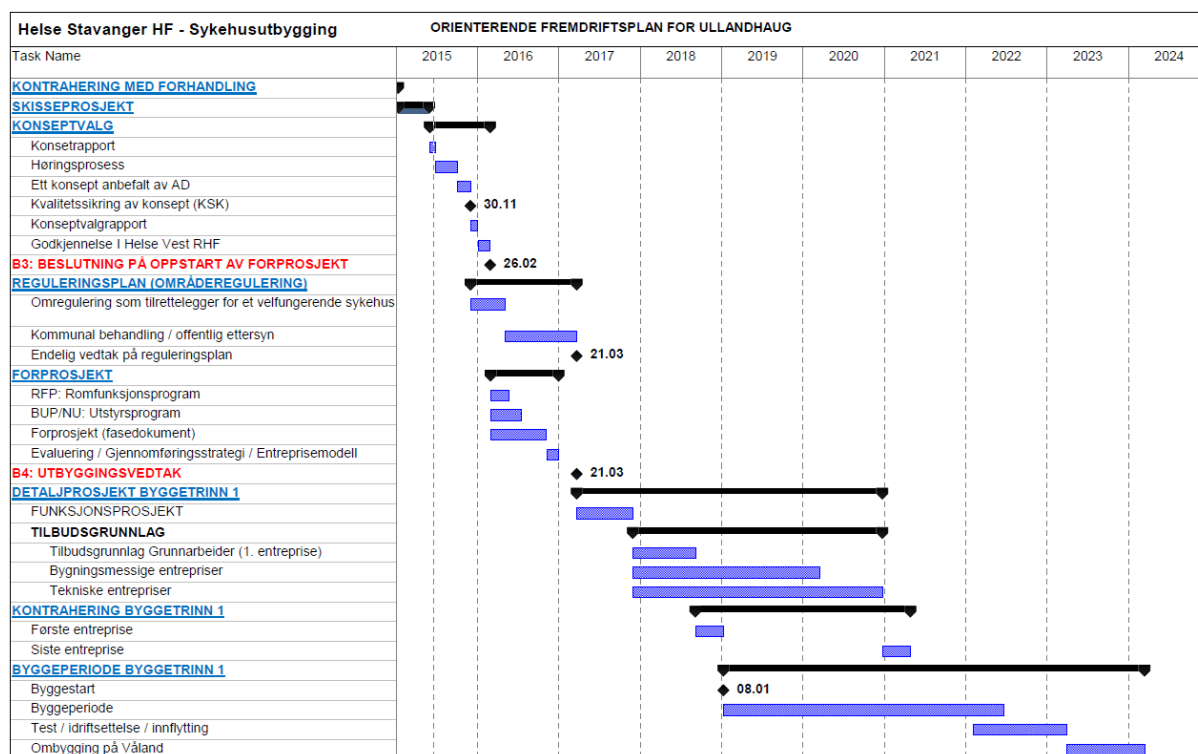 Helse Stavanger HF - Sykehusutbygging
ORIENTERENDE FREMDRIFTSPLAN FOR ULLANDHAUG
Task Name
2015 2016 2017 2018 2019 2020 2021 2022 2023 2024
KONTRAHERING MED FORHANDLING
SKISSEPROSJEKT
KONSEPTVALG
Konsetrapport
Høringsprosess
Ett konsept anbefalt av AD
Kvalitetssikring av konsept (KSK) 30.11
Konseptvalgrapport
Godkjennelse I Helse Vest RHF
B3: BESLUTNING PÅ OPPSTART AV FORPROSJEKT 26.02
REGULERINGSPLAN (OMRÅDEREGULERING)
Omregulering som tilrettelegger for et velfungerende sykehus
Kommunal behandling / offentlig ettersyn
Endelig vedtak på reguleringsplan 21.03
FORPROSJEKT
RFP: Romfunksjonsprogram
BUP/NU: Utstyrsprogram
Forprosjekt (fasedokument)
Evaluering / Gjennomføringsstrategi / Entreprisemodell
B4: UTBYGGINGSVEDTAK 21.03
DETALJPROSJEKT BYGGETRINN 1
FUNKSJONSPROSJEKT
TILBUDSGRUNNLAG
Tilbudsgrunnlag Grunnarbeider (1. entreprise)
Bygningsmessige entrepriser
Tekniske entrepriser
KONTRAHERING BYGGETRINN 1
Første entreprise
Siste entreprise
BYGGEPERIODE BYGGETRINN 1
Byggestart 08.01
Byggeperiode
Test / idriftsettelse / innflytting
Ombygging på Våland